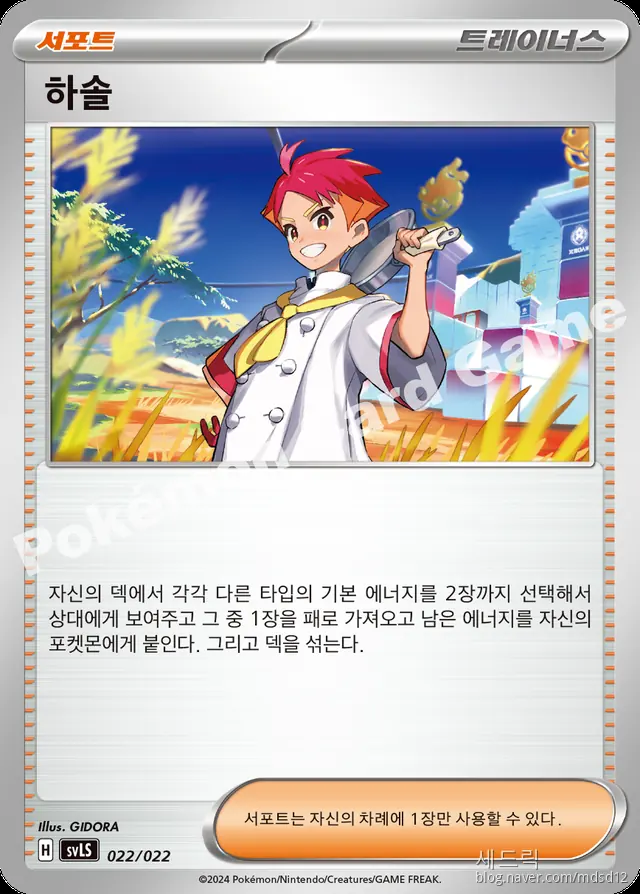 서포트
트레이너스
하솔
Pokémon Card Game
자신의 덱에서 각각 다른 타입의 기본 에너지를 2장까지 선택해서
상대에게 보여주고 그 중 1장을 패로 가져오고 남은 에너지를 자신의
포켓몬에게 붙인다. 그리고 덱을 섞는다.
서포트는 자신의 차례에 1장만 사용할 수 있다.
Illus. GIDORA
H svLS 022/022
세드릭
blog.naver.com/mdsd12
©2024 Pokémon/Nintendo/Creatures/GAME FREAK.